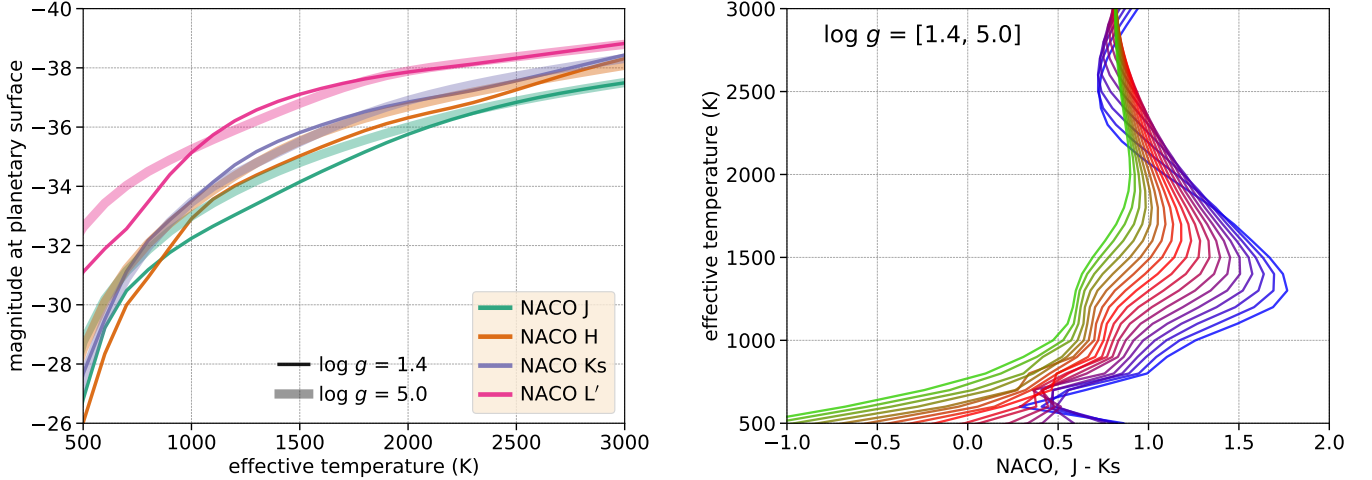 −40
−38
−36
−34
−32
−30
−28
−26
magnitude at planetary surface
500
1000
1500
2000
2500
3000
effective temperature (K)
log g = 1.4
log g = 5.0
NACO J
NACO H
NACO Ks
NACO L′
log g = [1.4, 5.0]
3000
2500
2000
1500
1000
500
effective temperature (K)
−1.0
−0.5
0.0
0.5
1.0
1.5
2.0
NACO, J - Ks